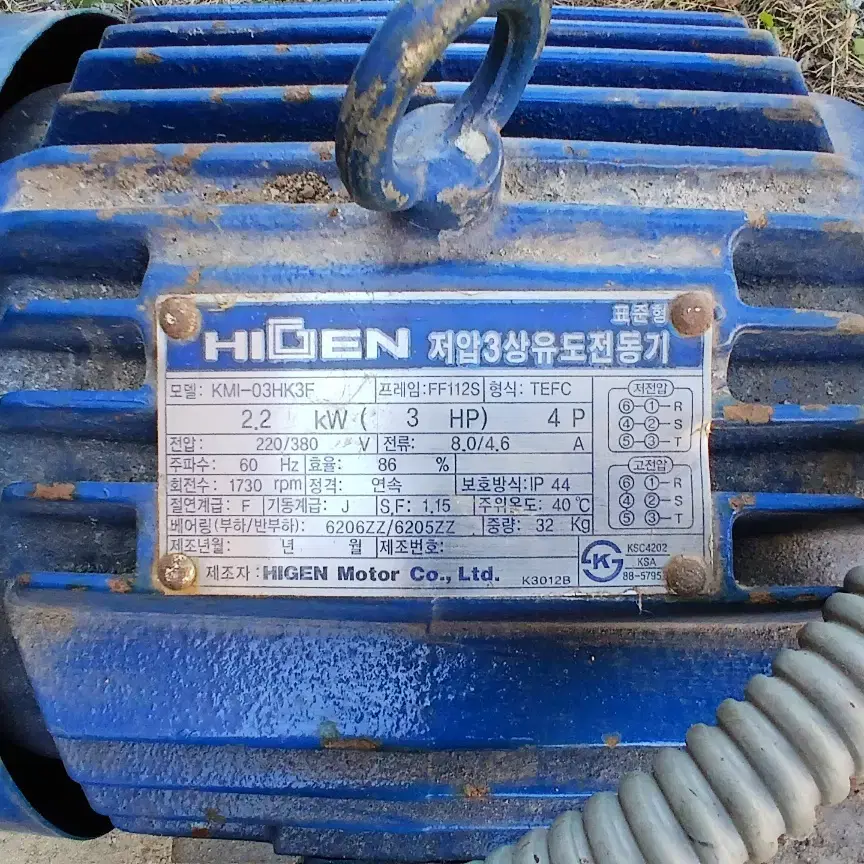 표준형
HIGEN 저압3상유도전동기
모델: KMI-03HK3F 프레임:FF112S 형식: TEFC
2.2 kW ( 3 HP) 4 P
전압: 220/380 V 전류: 8.0/4.6 A
주파수: 60 Hz 효율: 86 %
회전수: 1730 rpm 정격: 연속 보호방식: IP 44
절연계급: F 기동계급: J S,F: 1.15 주위온도: 40℃
베어링(부하/반부하): 6206ZZ/6205ZZ 중량: 32 Kg
제조년월: 년 월 제조번호:
제조자: HIGEN Motor Co., Ltd. K3012B
저전압
⑥-①-R
④ ②-S
⑤ ③-T
고전압
⑥ ①-R
④ ②-S
⑤ ③-T
KSC4202
KSA
88-5795